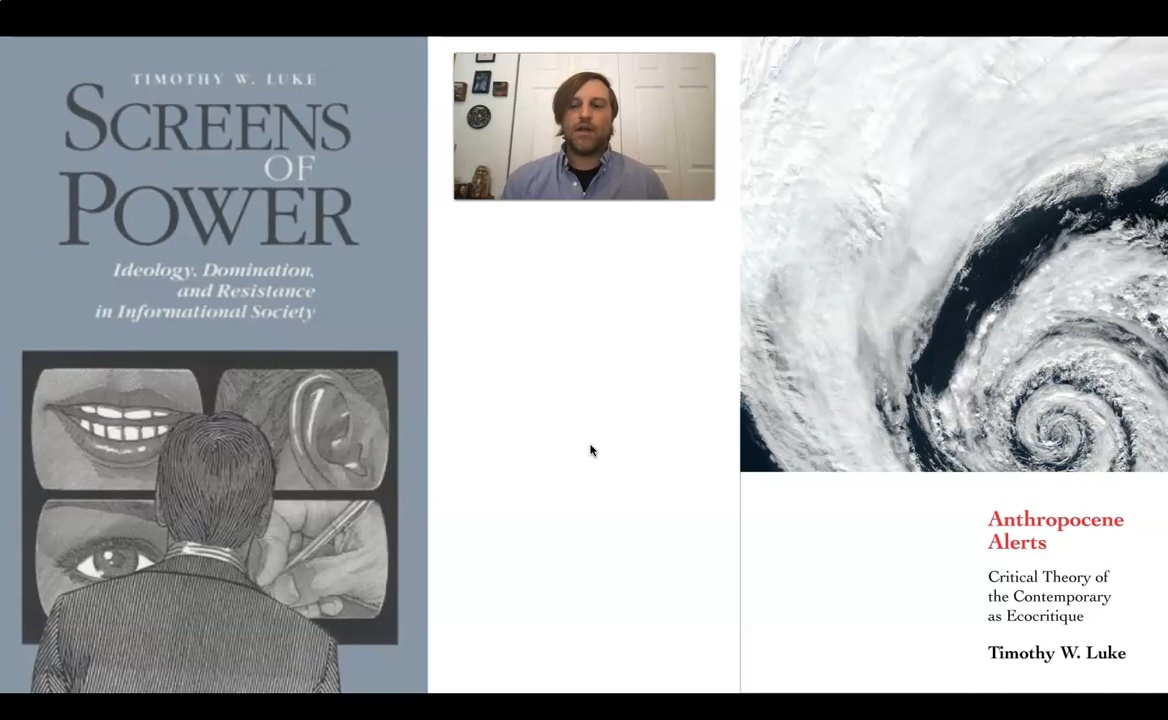 TIMOTHY W. LUKE
SCREENS
OF
POWER
Ideology, Domination,
and Resistance
in Informational Society
Anthropocene
Alerts
Critical Theory of
the Contemporary
as Ecocritique
Timothy W. Luke